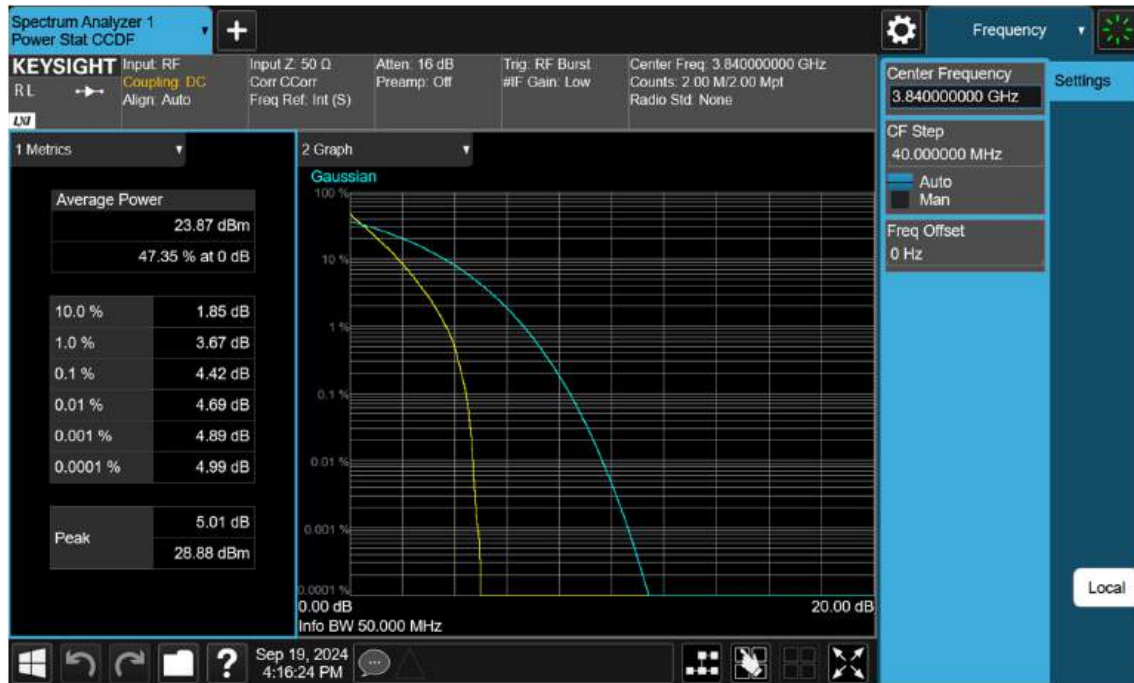 Spectrum Analyzer 1
Power Stat CCDF
Frequency
KEYSIGHT
RL
LXI
Input: RF
Coupling: DC
Align: Auto
Input Z: 50 Ω
Corr CCorr
Freq Ref: Int (S)
Atten: 16 dB
Preamp: Off
Trig: RF Burst
#IF Gain: Low
Center Freq: 3.840000000 GHz
Counts: 2.00 M/2.00 Mpt
Radio Std: None
Center Frequency
3.840000000 GHz
Settings
CF Step
40.000000 MHz
Auto
Man
Freq Offset
0 Hz
Local
1 Metrics
Average Power
23.87 dBm
47.35 % at 0 dB
10.0 % 1.85 dB
1.0 % 3.67 dB
0.1 % 4.42 dB
0.01 % 4.69 dB
0.001 % 4.89 dB
0.0001 % 4.99 dB
Peak
5.01 dB
28.88 dBm
2 Graph
Gaussian
100 %
10 %
1 %
0.1 %
0.01 %
0.001 %
0.0001 %
0.00 dB 20.00 dB
Info BW 50.000 MHz
?
Sep 19, 2024
4:16:24 PM